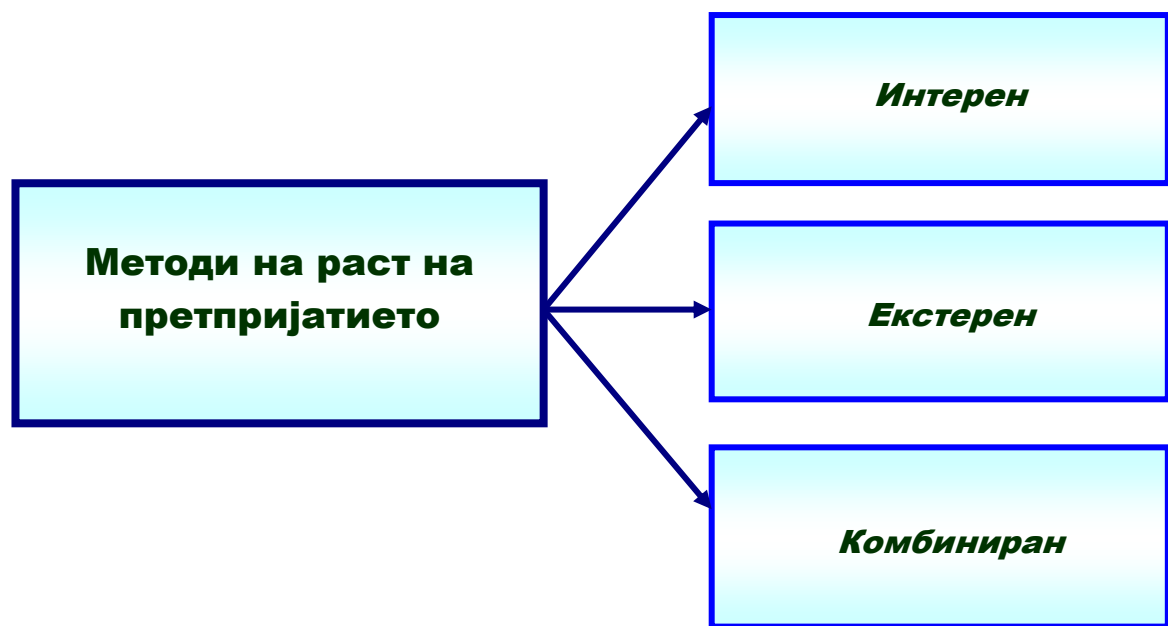 Интерен
Методи на раст на
претпријатието
Екстерен
Комбиниран